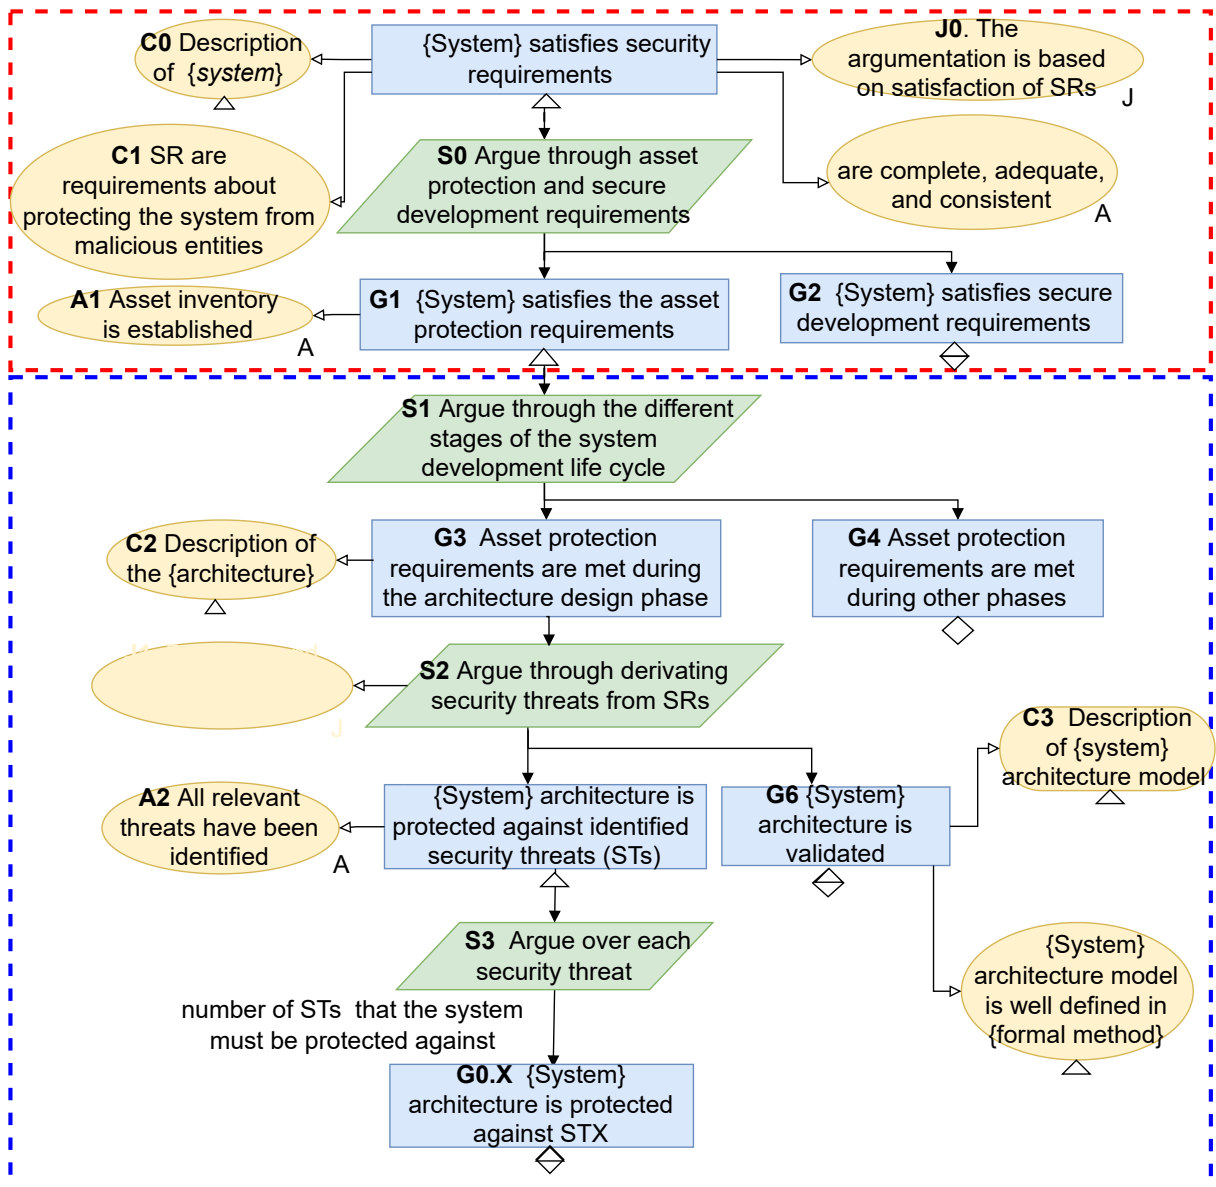 C0 Description
of {system}
{System} satisfies security
requirements
J0. The
argumentation is based
on satisfaction of SRs
J
C1 SR are
requirements about
protecting the system from
malicious entities
S0 Argue through asset
protection and secure
development requirements
are complete, adequate,
and consistent
A
A1 Asset inventory
is established
A
G1 {System} satisfies the asset
protection requirements
G2 {System} satisfies secure
development requirements
S1 Argue through the different
stages of the system
development life cycle
C2 Description of
the {architecture}
G3 Asset protection
requirements are met during
the architecture design phase
G4 Asset protection
requirements are met
during other phases
S2 Argue through derivating
security threats from SRs
J
C3 Description
of {system}
architecture model
A2 All relevant
threats have been
identified
A
{System} architecture is
protected against identified
security threats (STs)
G6 {System}
architecture is
validated
S3 Argue over each
security threat
{System}
architecture model
is well defined in
{formal method}
number of STs that the system
must be protected against
G0.X {System}
architecture is protected
against STX